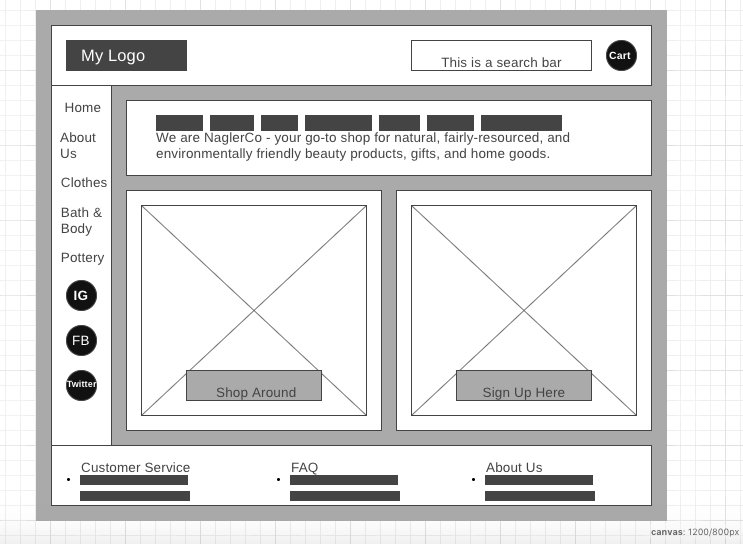 My Logo
This is a search bar
Cart
Home
About
Us
Clothes
Bath &
Body
Pottery
IG
FB
Twitter
We are NaglerCo - your go-to shop for natural, fairly-resourced, and
environmentally friendly beauty products, gifts, and home goods.
Shop Around
Sign Up Here
Customer Service
FAQ
About Us
canvas: 1200/800px